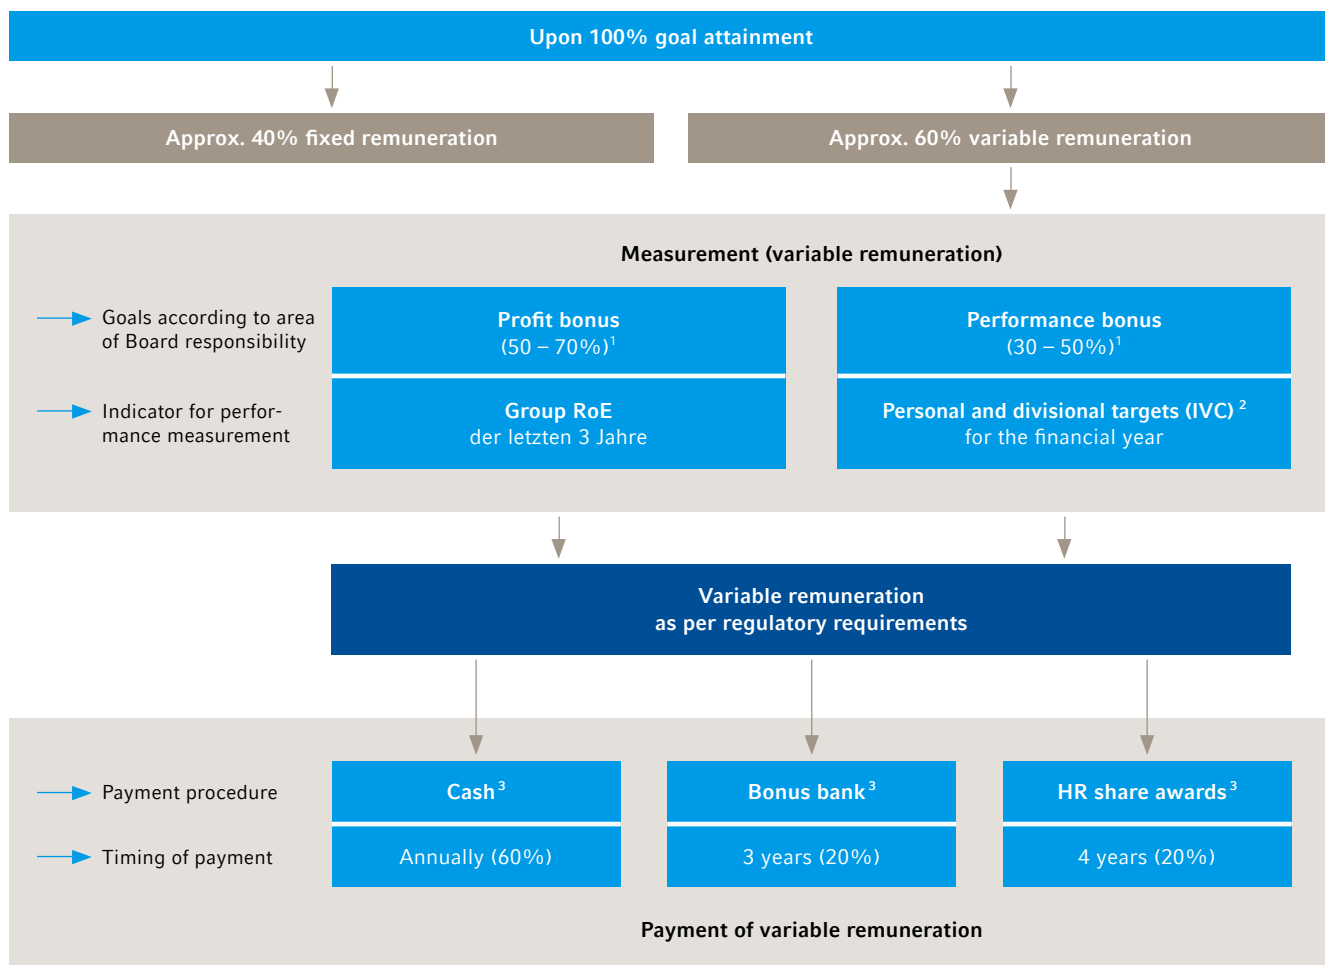 Upon 100% goal attainment
Approx. 40% fixed remuneration
Approx. 60% variable remuneration
Measurement (variable remuneration)
Goals according to area
of Board responsibility
Profit bonus
(50 – 70%)¹
Performance bonus
(30 – 50%)¹
Indicator for perfor-
mance measurement
Group RoE
der letzten 3 Jahre
Personal and divisional targets (IVC) ²
for the financial year
Variable remuneration
as per regulatory requirements
Payment procedure
Cash ³
Bonus bank ³
HR share awards ³
Timing of payment
Annually (60%)
3 years (20%)
4 years (20%)
Payment of variable remuneration